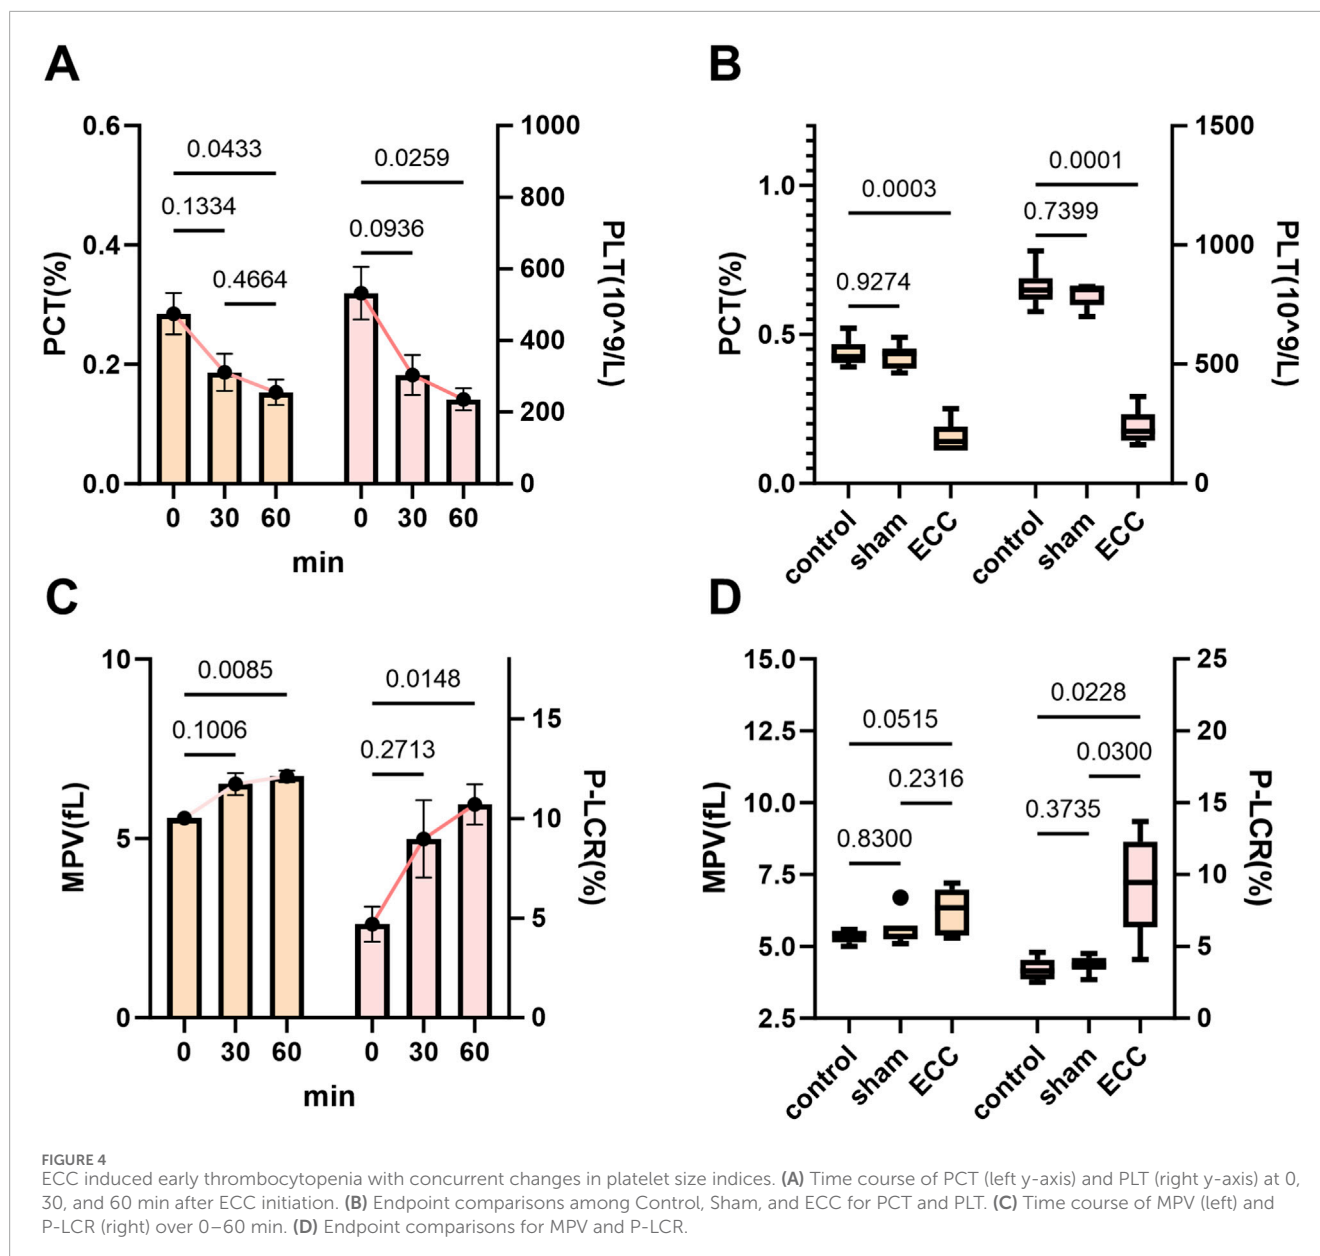 A
0.6
0.4
0.2
0.0
PCT(%)
0.0433
0.1334
0.4664
0.0259
0.0936
1000
800
600
400
200
0
PLT(10^9/L)
0
30
60
0
30
60
min
B
1.0
0.5
0.0
PCT(%)
0.0003
0.9274
0.0001
0.7399
1500
1000
500
0
PLT(10^9/L)
control
sham
ECC
control
sham
ECC
C
10
5
0
MPV(fL)
0.0085
0.1006
0.0148
0.2713
15
10
5
0
P-LCR(%)
0
30
60
0
30
60
min
D
15.0
12.5
10.0
7.5
5.0
2.5
MPV(fL)
0.0515
0.2316
0.8300
0.0228
0.0300
0.3735
25
20
15
10
5
0
P-LCR(%)
control
sham
ECC
control
sham
ECC
FIGURE 4
ECC induced early thrombocytopenia with concurrent changes in platelet size indices. (A) Time course of PCT (left y-axis) and PLT (right y-axis) at 0,
30, and 60 min after ECC initiation. (B) Endpoint comparisons among Control, Sham, and ECC for PCT and PLT. (C) Time course of MPV (left) and
P-LCR (right) over 0–60 min. (D) Endpoint comparisons for MPV and P-LCR.